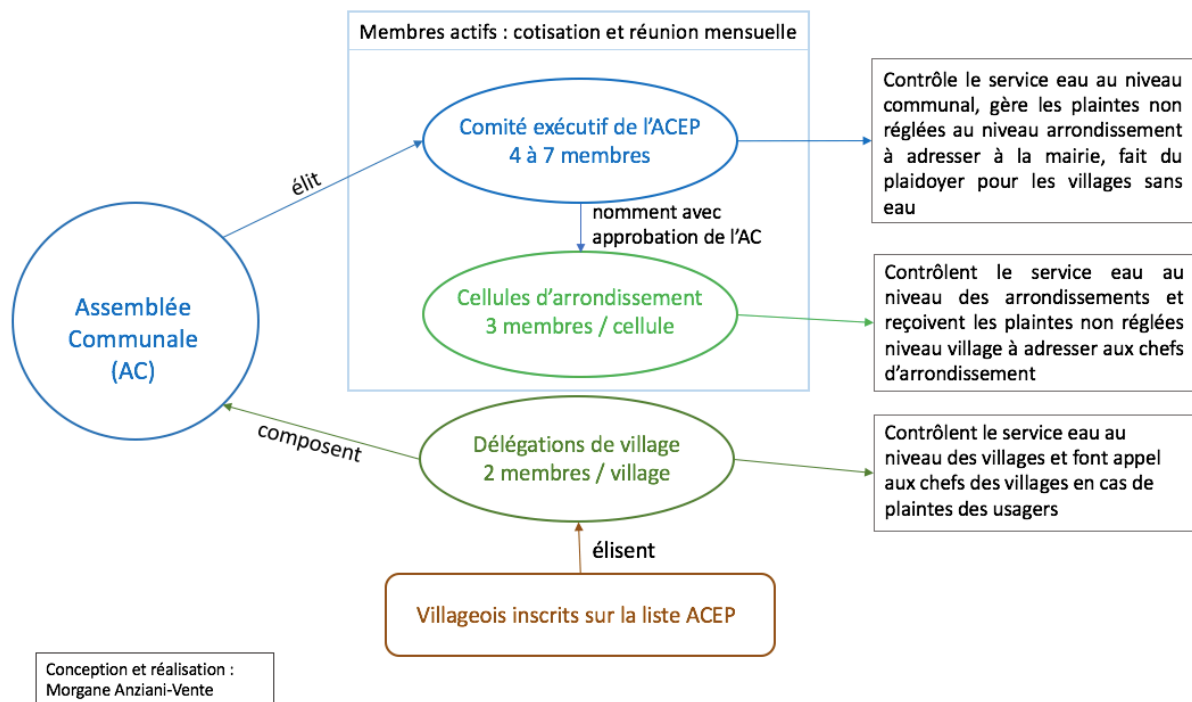 Membres actifs : cotisation et réunion mensuelle
Comité exécutif de l’ACEP
4 à 7 membres
Contrôle le service eau au niveau
communal, gère les plaintes non
réglées au niveau arrondissement
à adresser à la mairie, fait du
plaidoyer pour les villages sans
eau
élit
nomment avec
approbation de l’AC
Assemblée
Communale
(AC)
Cellules d’arrondissement
3 membres / cellule
Contrôlent le service eau au
niveau des arrondissements et
reçoivent les plaintes non réglées
niveau village à adresser aux chefs
d’arrondissement
composent
Délégations de village
2 membres / village
Contrôlent le service eau au
niveau des villages et font appel
aux chefs des villages en cas de
plaintes des usagers
élisent
Villageois inscrits sur la liste ACEP
Conception et réalisation :
Morgane Anziani-Vente